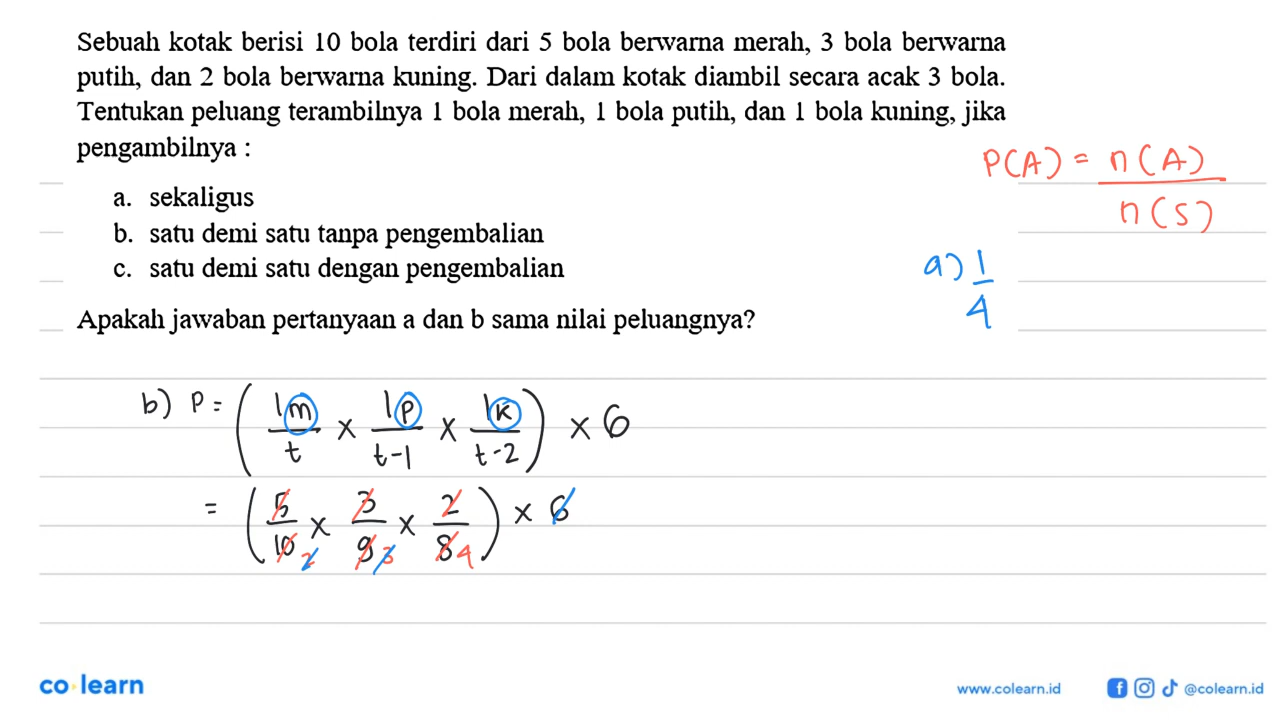 Sebuah kotak berisi 10 bola terdiri dari 5 bola berwarna merah, 3 bola berwarna
putih, dan 2 bola berwarna kuning. Dari dalam kotak diambil secara acak 3 bola.
Tentukan peluang terambilnya 1 bola merah, 1 bola putih, dan 1 bola kuning, jika
pengambilnya :
P(A) = n(A) / n(S)
a. sekaligus
b. satu demi satu tanpa pengembalian
c. satu demi satu dengan pengembalian
a) 1/4
Apakah jawaban pertanyaan a dan b sama nilai peluangnya?
b) P = (1m/t × 1p/t-1 × 1k/t-2) × 6
= (5/10 2 × 3/9 3 × 2/8 4) × 6
co learn
www.colearn.id
@colearn.id